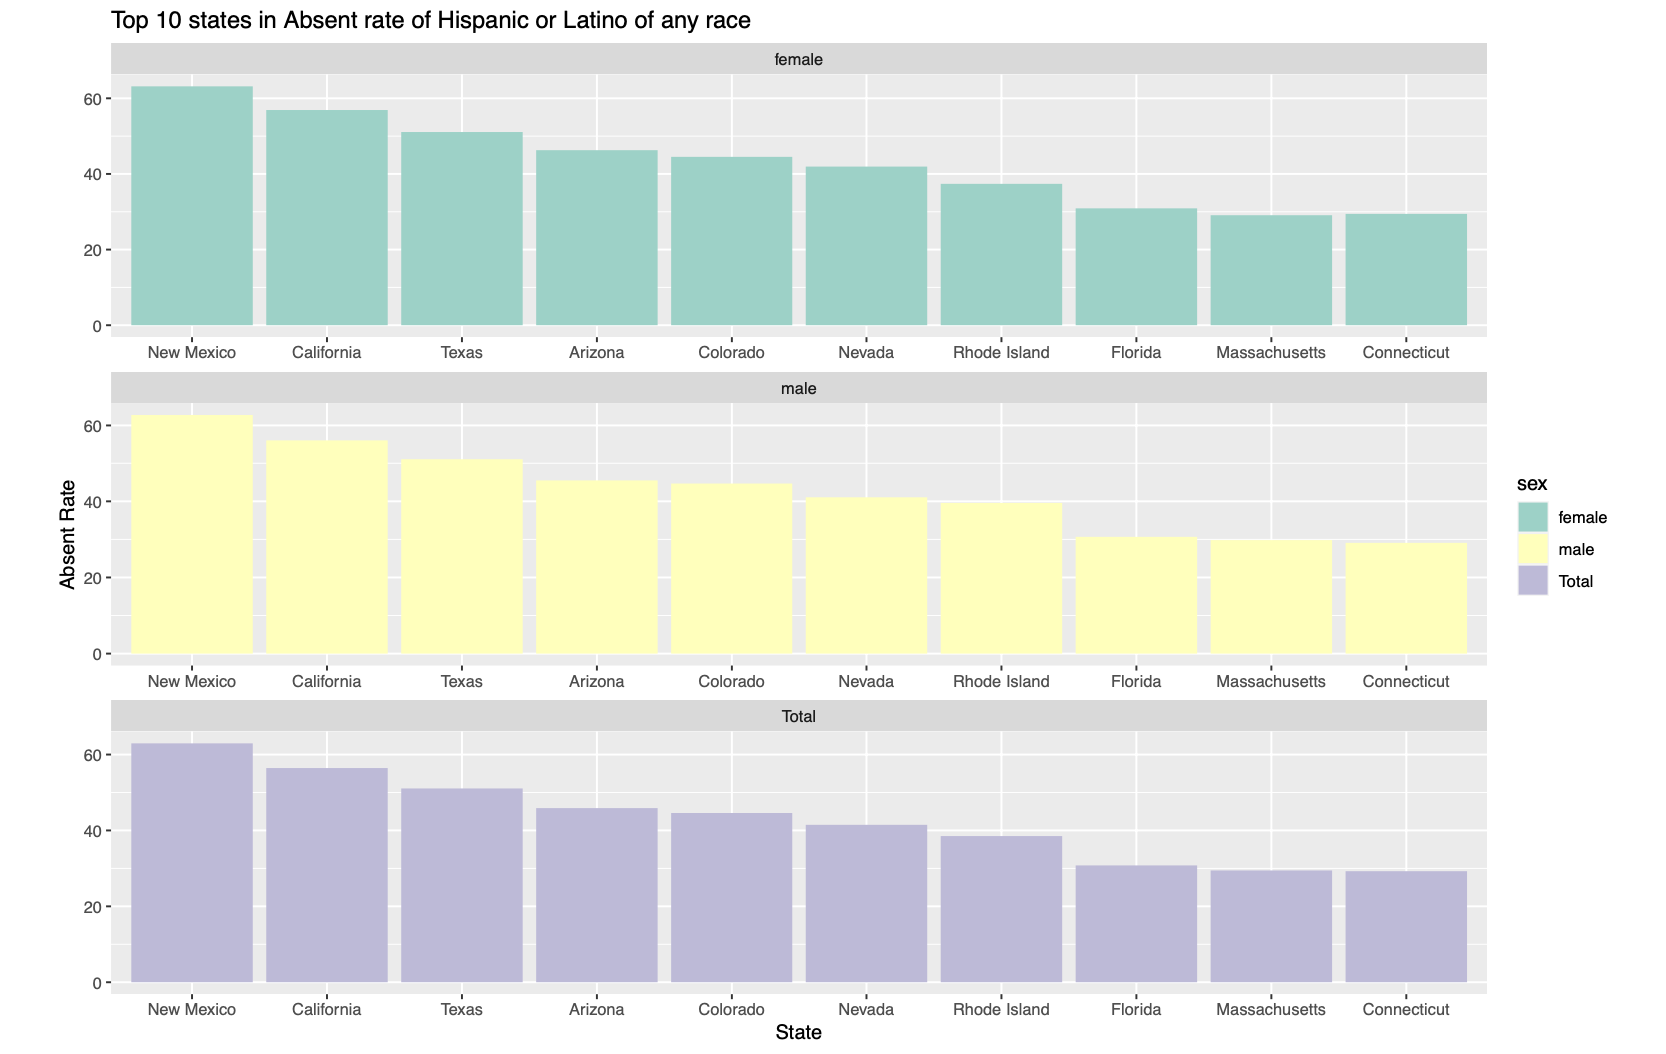 Top 10 states in Absent rate of Hispanic or Latino of any race
female
60
40
20
0
New Mexico California Texas Arizona Colorado Nevada Rhode Island Florida Massachusetts Connecticut
male
60
40
20
0
New Mexico California Texas Arizona Colorado Nevada Rhode Island Florida Massachusetts Connecticut
Total
60
40
20
0
New Mexico California Texas Arizona Colorado Nevada Rhode Island Florida Massachusetts Connecticut
State
Absent Rate
sex
female
male
Total